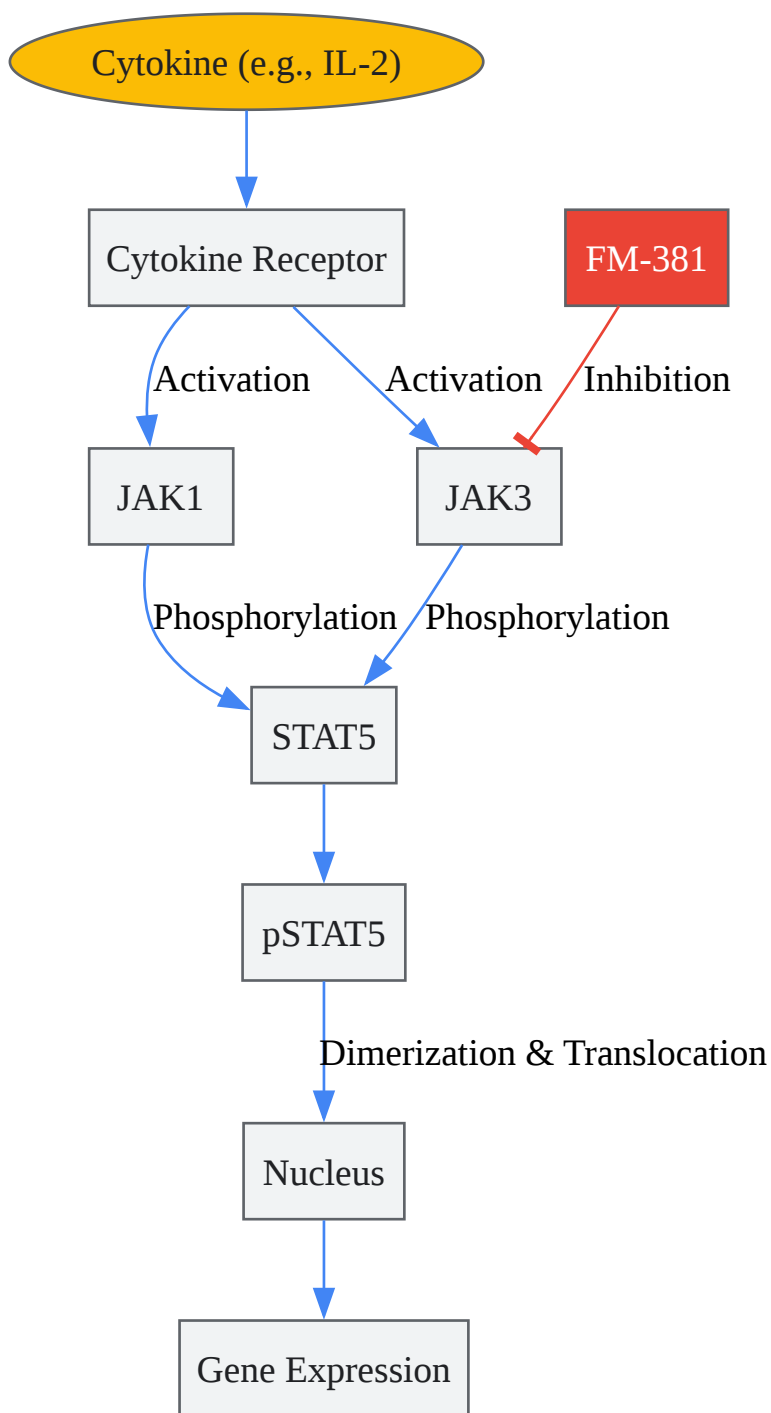 Cytokine (e.g., IL-2)
Cytokine Receptor
FM-381
Activation
Activation
Inhibition
JAK1
JAK3
Phosphorylation
Phosphorylation
STAT5
pSTAT5
Dimerization & Translocation
Nucleus
Gene Expression